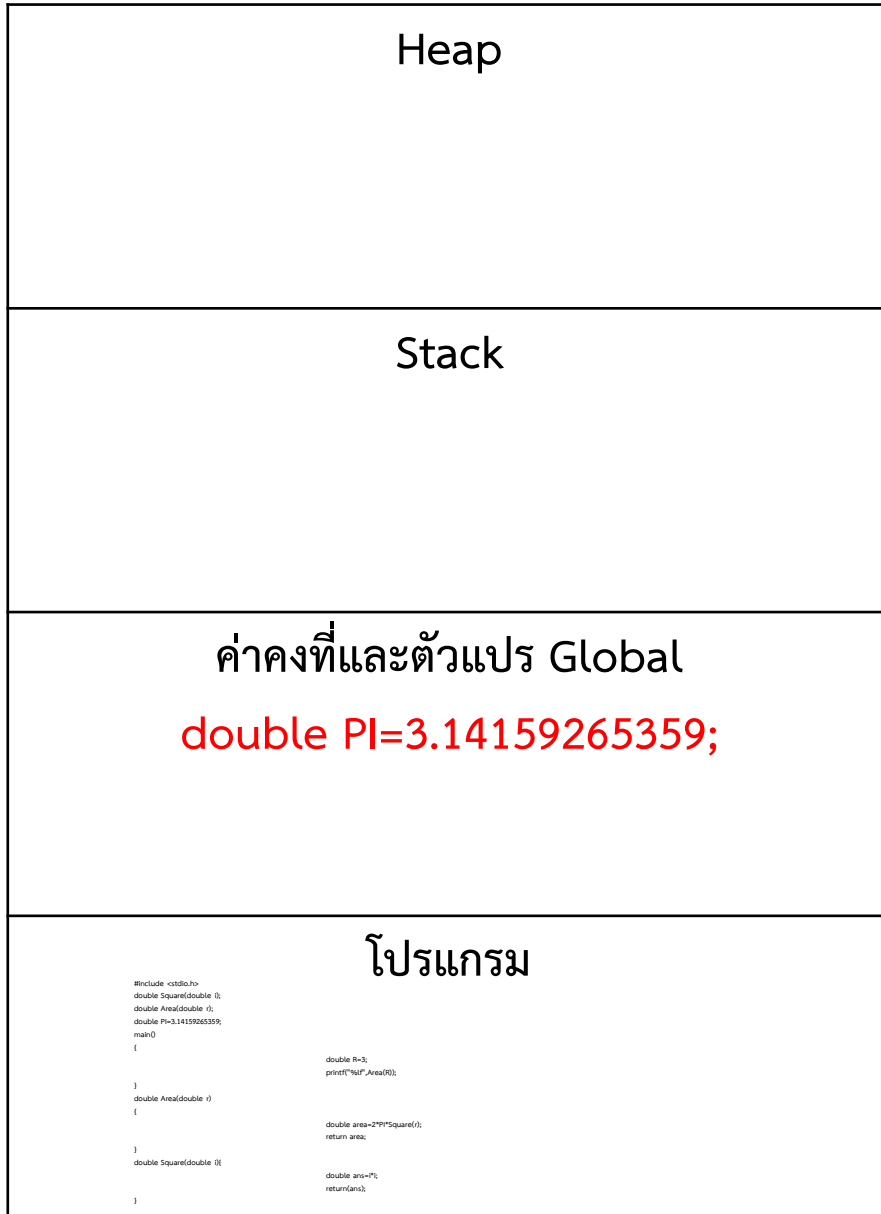 Heap
Stack
ค่าคงที่และตัวแปร Global
double PI=3.14159265359;
โปรแกรม
#include <stdio.h>
double Square(double i);
double Area(double r);
double PI=3.14159265359;
main()
{
double R=3;
printf("%lf",Area(R));
}
double Area(double r)
{
double area=2*PI*Square(r);
return area;
}
double Square(double i){
double ans=i*i;
return(ans);
}